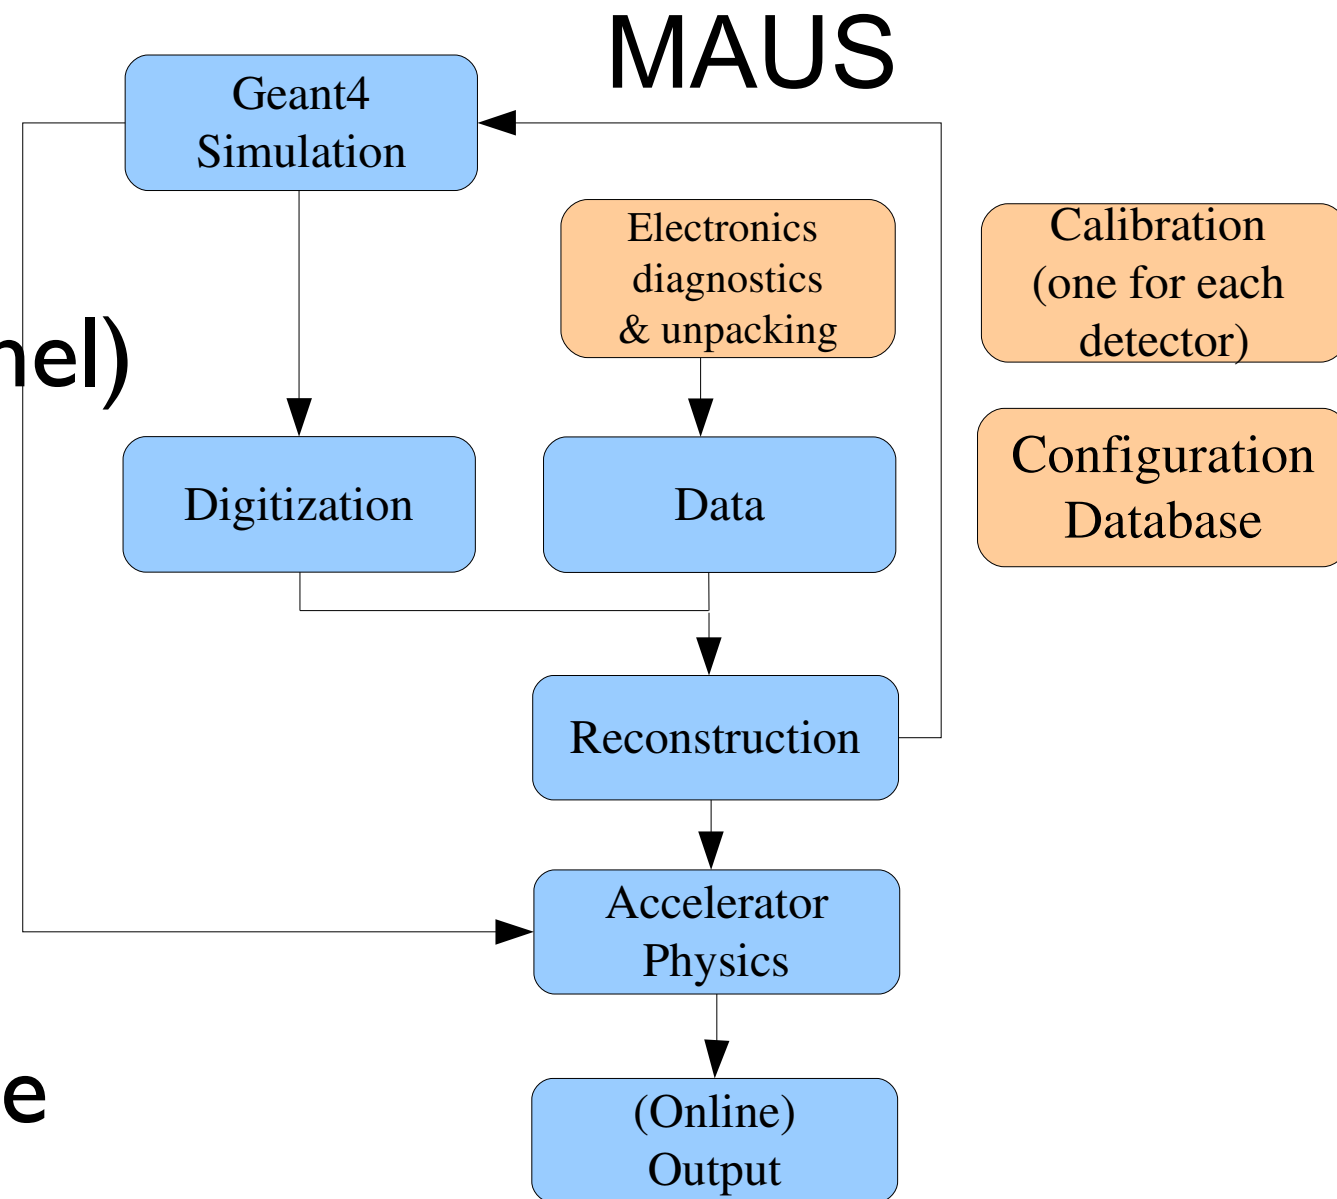 MAUS
Geant4
Simulation
Electronics
diagnostics
& unpacking
Calibration
(one for each
detector)
nel)
Digitization
Data
Configuration
Database
Reconstruction
Accelerator
Physics
e
(Online)
Output